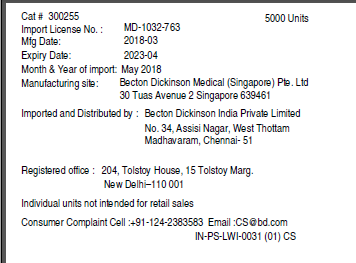 Cat # 300255 5000 Units
Import License No. : MD-1032-763
Mfg Date: 2018-03
Expiry Date: 2023-04
Month & Year of import: May 2018
Manufacturing site: Becton Dickinson Medical (Singapore) Pte. Ltd
30 Tuas Avenue 2 Singapore 639461
Imported and Distributed by : Becton Dickinson India Private Limited
No. 34, Assisi Nagar, West Thottam
Madhavaram, Chennai- 51
Registered office : 204, Tolstoy House, 15 Tolstoy Marg.
New Delhi–110 001
Individual units not intended for retail sales
Consumer Complaint Cell :+91-124-2383583 Email :CS@bd.com
IN-PS-LWI-0031 (01) CS